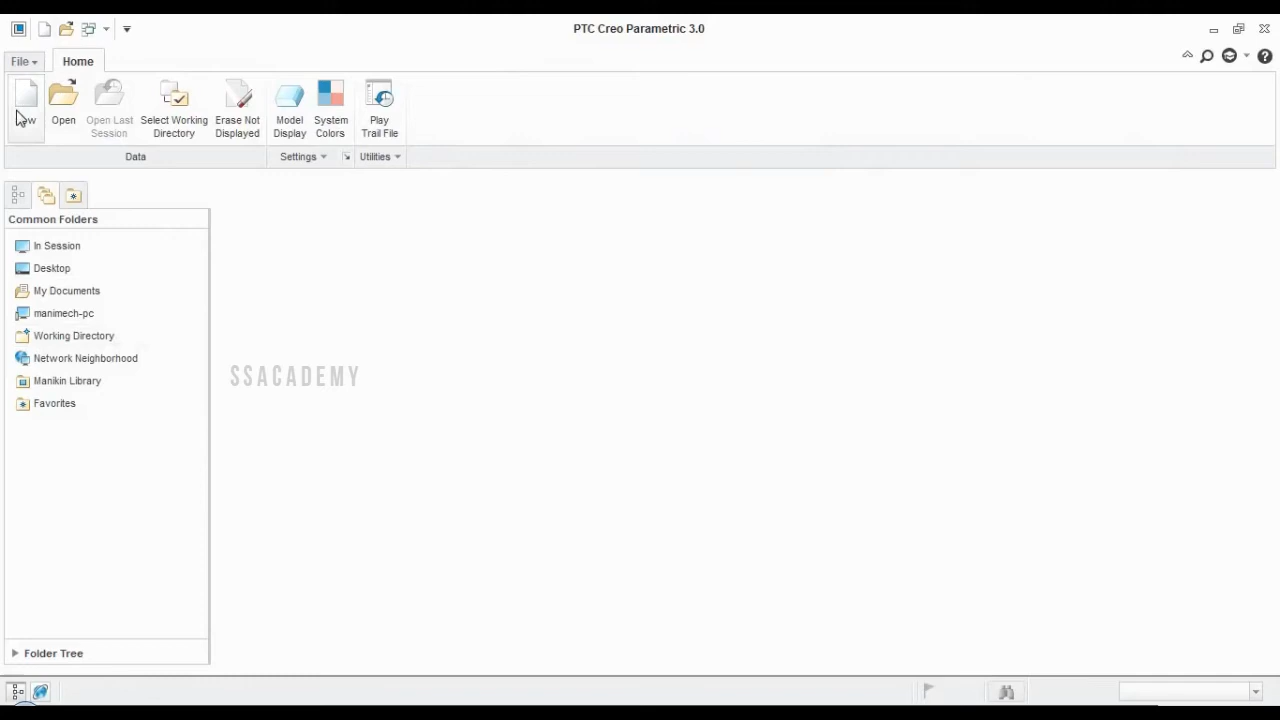 PTC Creo Parametric 3.0
File
Home
Open
Open Last
Session
Select Working
Directory
Erase Not
Displayed
Model
Display
System
Colors
Play
Trail File
Data
Settings
Utilities
Common Folders
In Session
Desktop
My Documents
manimech-pc
Working Directory
Network Neighborhood
Manikin Library
Favorites
SSACADEMY
Folder Tree